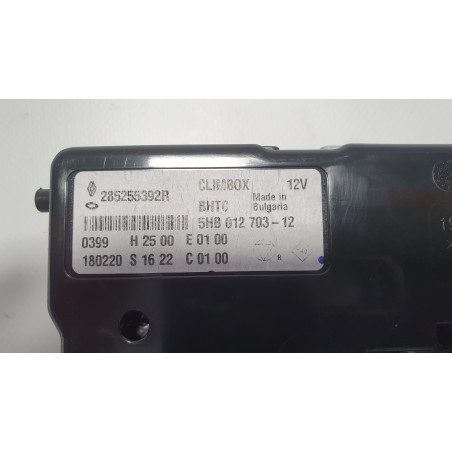 285255392R CLIMBOX 12V
BHTC Made in Bulgaria
5HB 012 703-12
0399 H 25 00 E 01 00
180220 S 16 22 C 01 00
R